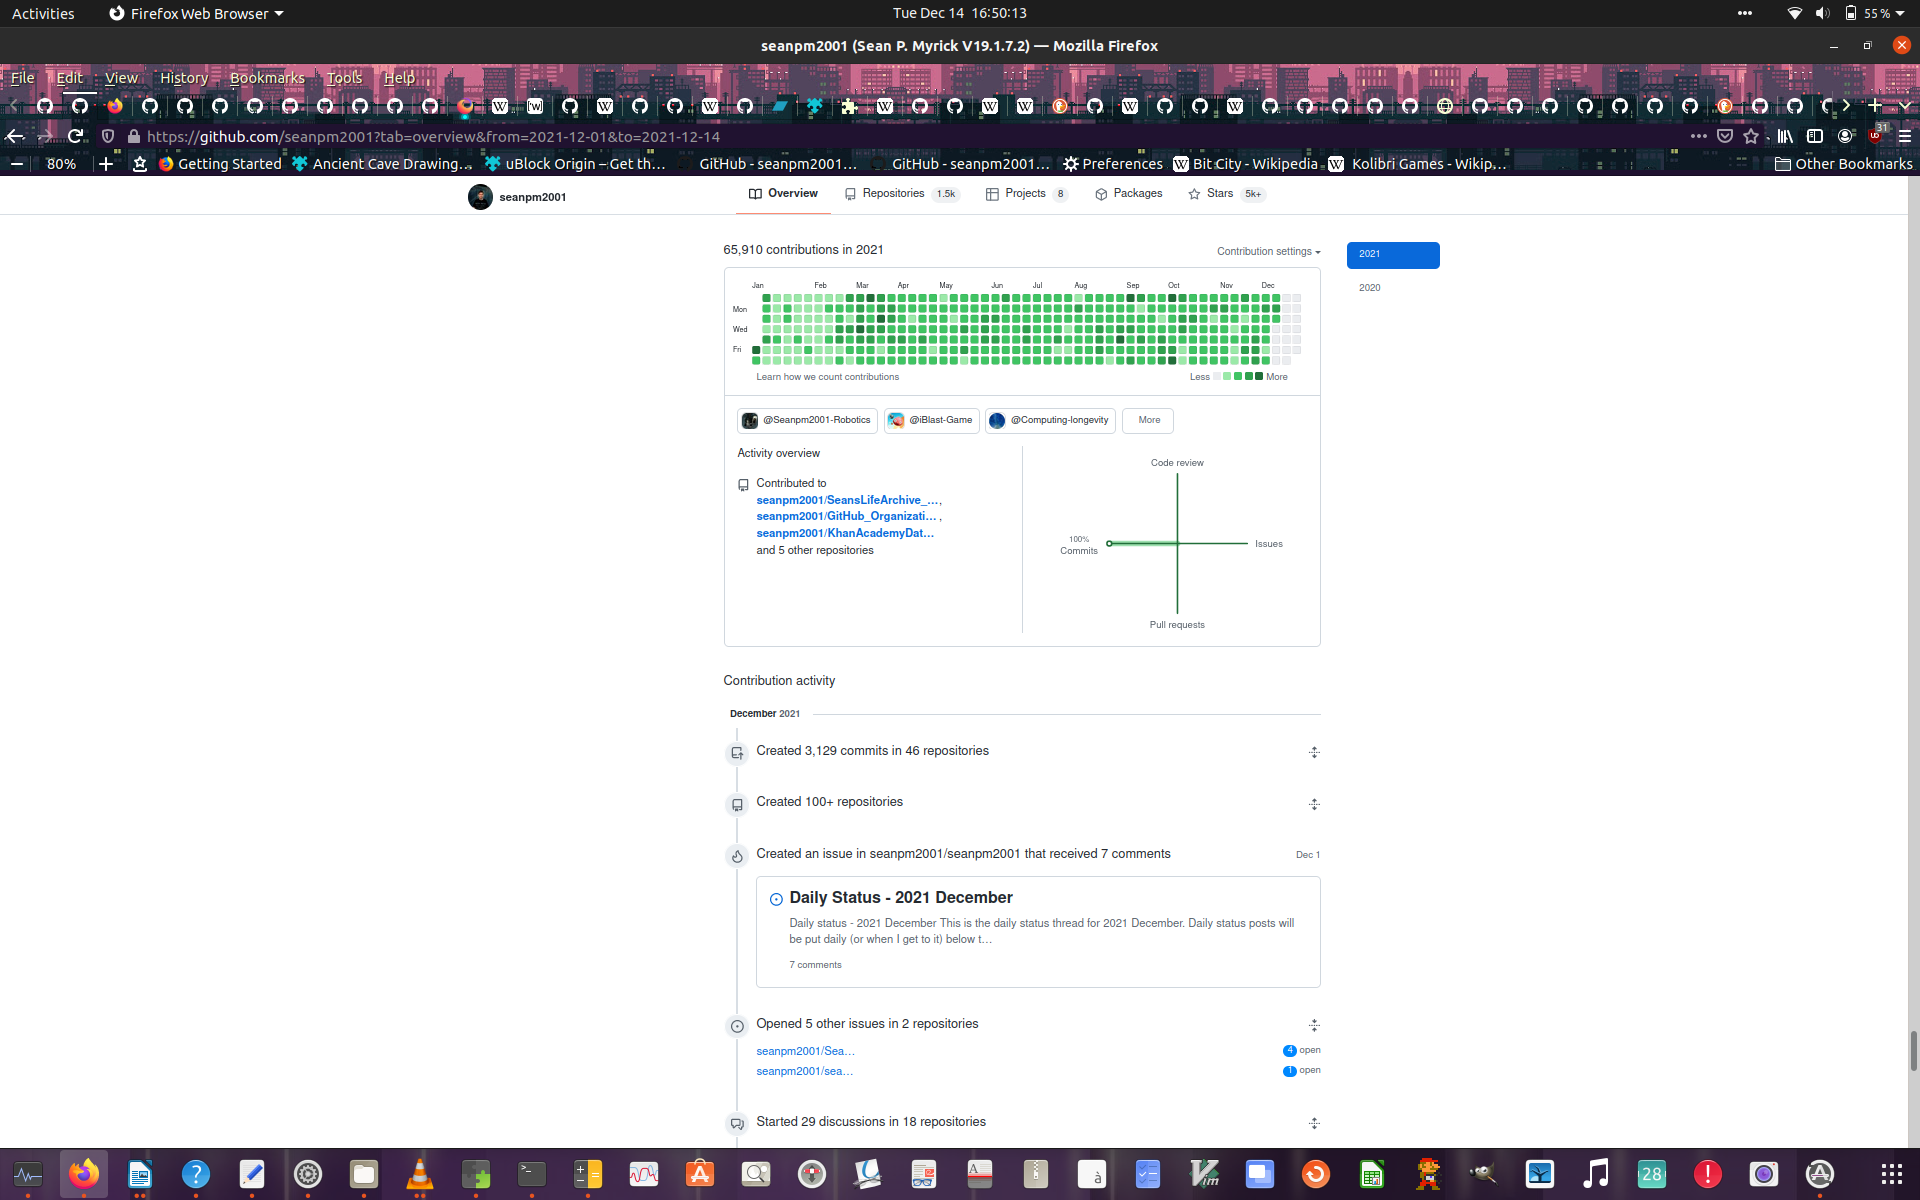 Activities
Firefox Web Browser
Tue Dec 14 16:50:13
55 %
seanpm2001 (Sean P. Myrick V19.1.7.2) — Mozilla Firefox
File Edit View History Bookmarks Tools Help
https://github.com/seanpm2001?tab=overview&from=2021-12-01&to=2021-12-14
31
80%
Getting Started
Ancient Cave Drawing…
uBlock Origin – Get th…
GitHub - seanpm2001…
GitHub - seanpm2001…
Preferences
Bit City - Wikipedia
Kolibri Games - Wikip…
Other Bookmarks
seanpm2001
Overview
Repositories 1.5k
Projects 8
Packages
Stars 5k+
65,910 contributions in 2021
Contribution settings
2021
2020
Jan Feb Mar Apr May Jun Jul Aug Sep Oct Nov Dec
Mon
Wed
Fri
Learn how we count contributions
Less More
@Seanpm2001-Robotics
@iBlast-Game
@Computing-longevity
More
Activity overview
Contributed to
seanpm2001/SeansLifeArchive_…,
seanpm2001/GitHub_Organizati… ,
seanpm2001/KhanAcademyDat…
and 5 other repositories
Code review
100%
Commits
Issues
Pull requests
Contribution activity
December 2021
Created 3,129 commits in 46 repositories
Created 100+ repositories
Created an issue in seanpm2001/seanpm2001 that received 7 comments
Dec 1
Daily Status - 2021 December
Daily status - 2021 December This is the daily status thread for 2021 December. Daily status posts will
be put daily (or when I get to it) below t…
7 comments
Opened 5 other issues in 2 repositories
seanpm2001/Sea…
4 open
seanpm2001/sea…
1 open
Started 29 discussions in 18 repositories
28